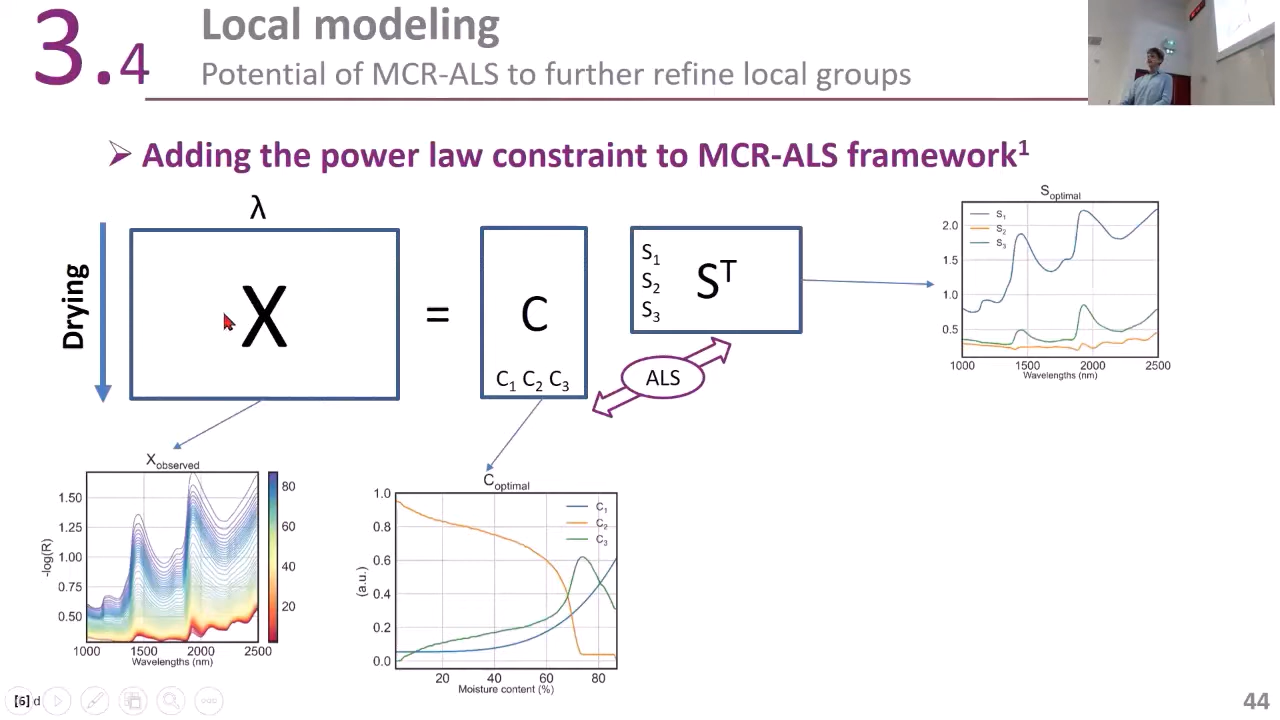 3.4
Local modeling
Potential of MCR-ALS to further refine local groups
➢ Adding the power law constraint to MCR-ALS framework¹
λ
Drying
X
=
C
C₁ C₂ C₃
S₁
S₂
S₃
Sᵀ
ALS
S optimal
S₁
S₂
S₃
2.0
1.5
1.0
0.5
1000 1500 2000 2500
Wavelengths (nm)
X observed
-log(R)
1.50
1.25
1.00
0.75
0.50
1000 1500 2000 2500
Wavelengths (nm)
80
60
40
20
C optimal
C₁
C₂
C₃
(a.u.)
1.0
0.8
0.6
0.4
0.2
0.0
20 40 60 80
Moisture content (%)
[6] d
44